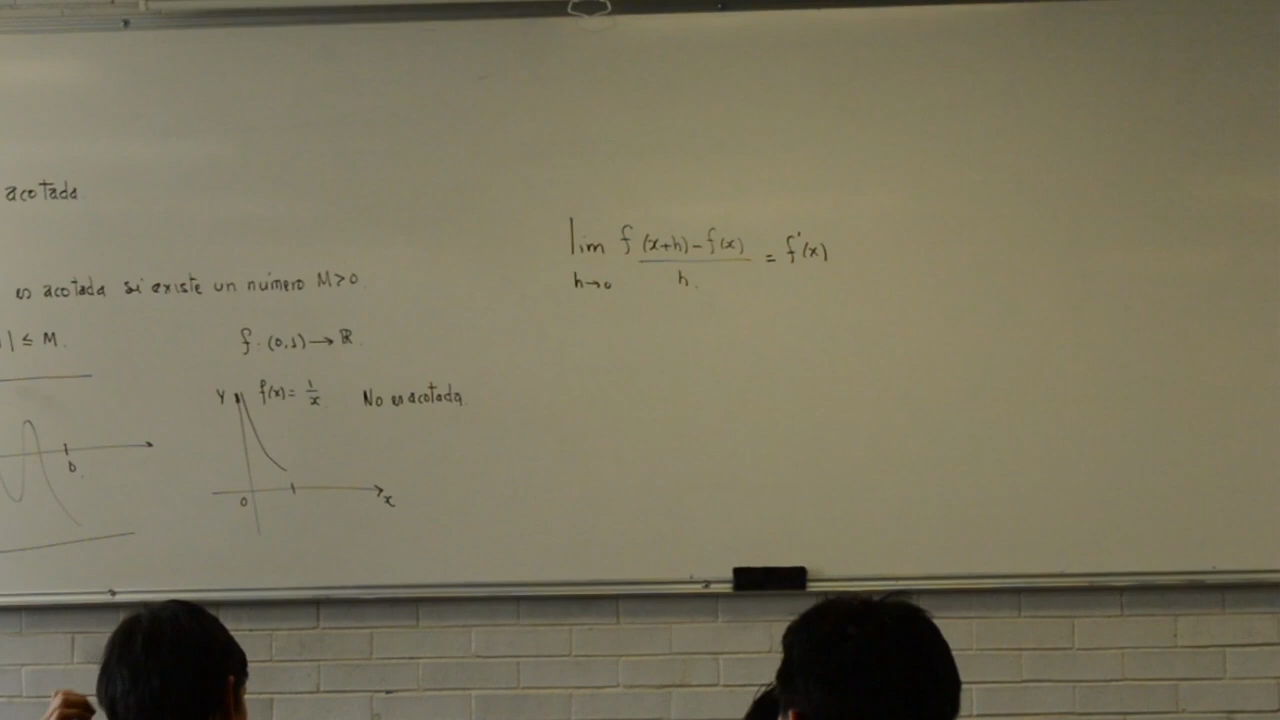 acotada
es acotada si existe un número M>0.
| ≤ M.
b.
f: (0,1) → ℝ
y f(x) = 1/x No es acotada.
0 x
lim f(x+h) - f(x) = f'(x)
h→0 h.